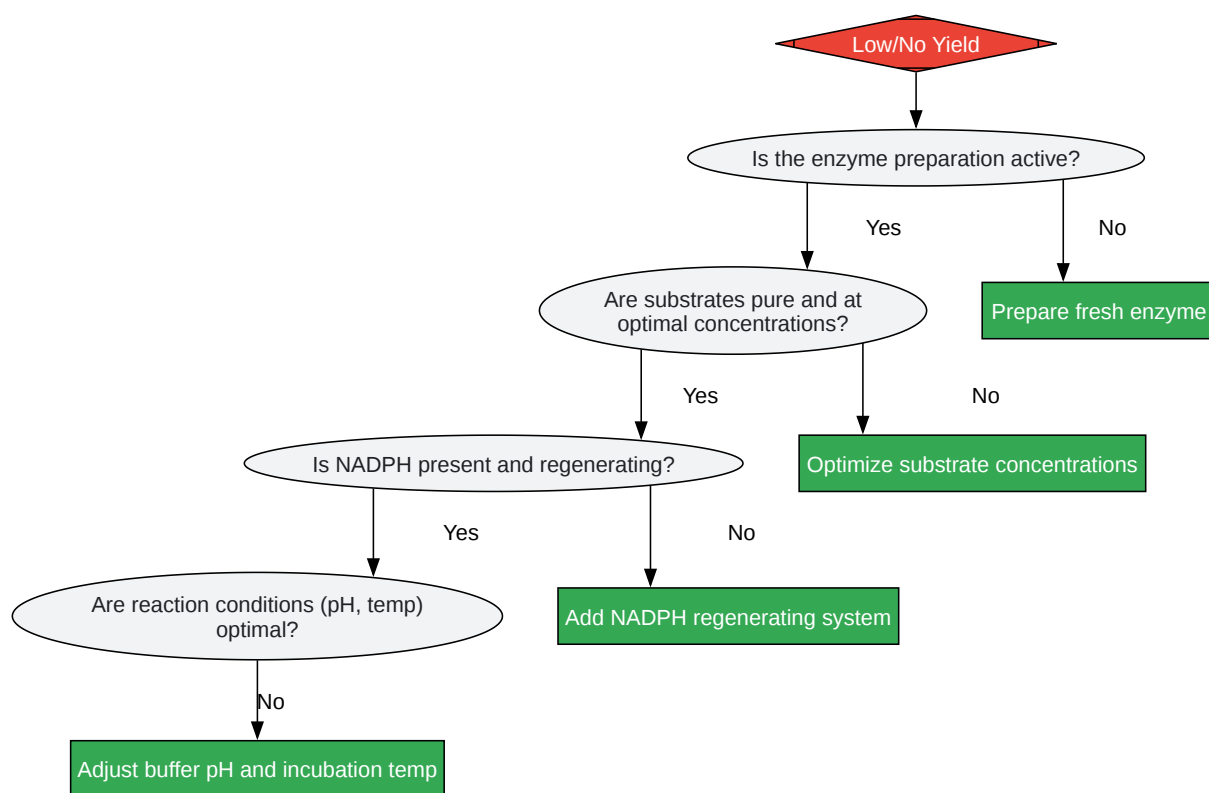 Low/No Yield
Is the enzyme preparation active?
Yes
No
Are substrates pure and at
optimal concentrations?
Prepare fresh enzyme
Yes
No
Is NADPH present and regenerating?
Optimize substrate concentrations
Yes
No
Are reaction conditions (pH, temp)
optimal?
Add NADPH regenerating system
No
Adjust buffer pH and incubation temp